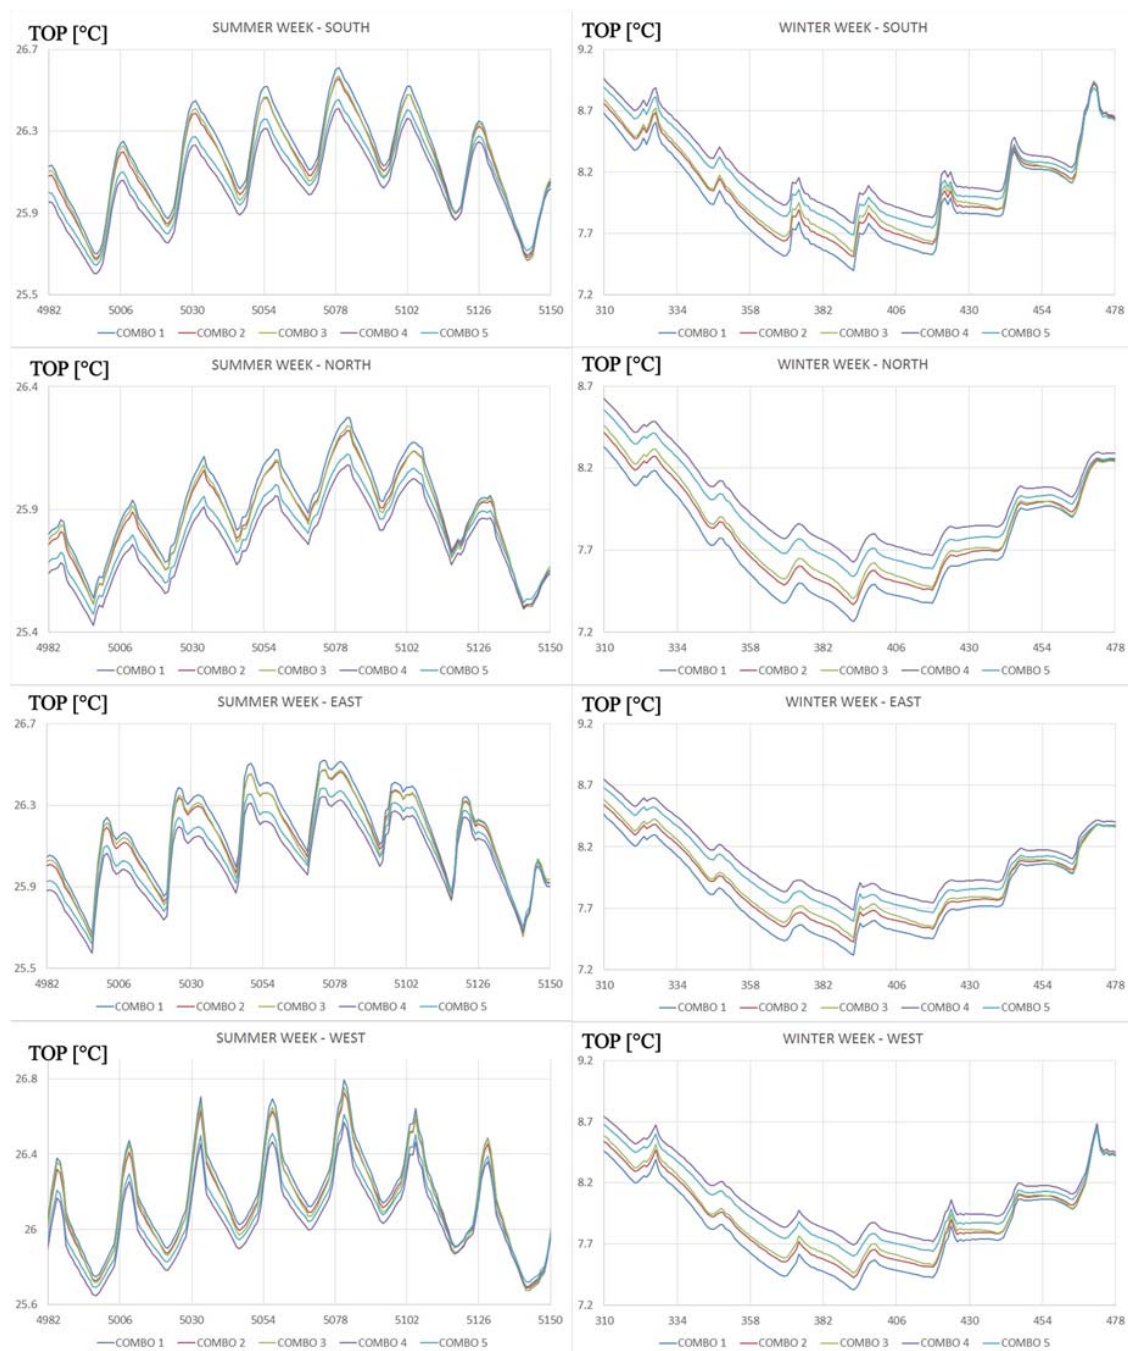 TOP [°C]
SUMMER WEEK - SOUTH
26.7
26.3
25.9
25.5
4982 5006 5030 5054 5078 5102 5126 5150
COMBO 1 COMBO 2 COMBO 3 COMBO 4 COMBO 5
TOP [°C]
WINTER WEEK - SOUTH
9.2
8.7
8.2
7.7
7.2
310 334 358 382 406 430 454 478
COMBO 1 COMBO 2 COMBO 3 COMBO 4 COMBO 5
TOP [°C]
SUMMER WEEK - NORTH
26.4
25.9
25.4
4982 5006 5030 5054 5078 5102 5126 5150
COMBO 1 COMBO 2 COMBO 3 COMBO 4 COMBO 5
TOP [°C]
WINTER WEEK - NORTH
8.7
8.2
7.7
7.2
310 334 358 382 406 430 454 478
COMBO 1 COMBO 2 COMBO 3 COMBO 4 COMBO 5
TOP [°C]
SUMMER WEEK - EAST
26.7
26.3
25.9
25.5
4982 5006 5030 5054 5078 5102 5126 5150
COMBO 1 COMBO 2 COMBO 3 COMBO 4 COMBO 5
TOP [°C]
WINTER WEEK - EAST
9.2
8.7
8.2
7.7
7.2
310 334 358 382 406 430 454 478
COMBO 1 COMBO 2 COMBO 3 COMBO 4 COMBO 5
TOP [°C]
SUMMER WEEK - WEST
26.8
26.4
26
25.6
4982 5006 5030 5054 5078 5102 5126 5150
COMBO 1 COMBO 2 COMBO 3 COMBO 4 COMBO 5
TOP [°C]
WINTER WEEK - WEST
9.2
8.7
8.2
7.7
7.2
310 334 358 382 406 430 454 478
COMBO 1 COMBO 2 COMBO 3 COMBO 4 COMBO 5